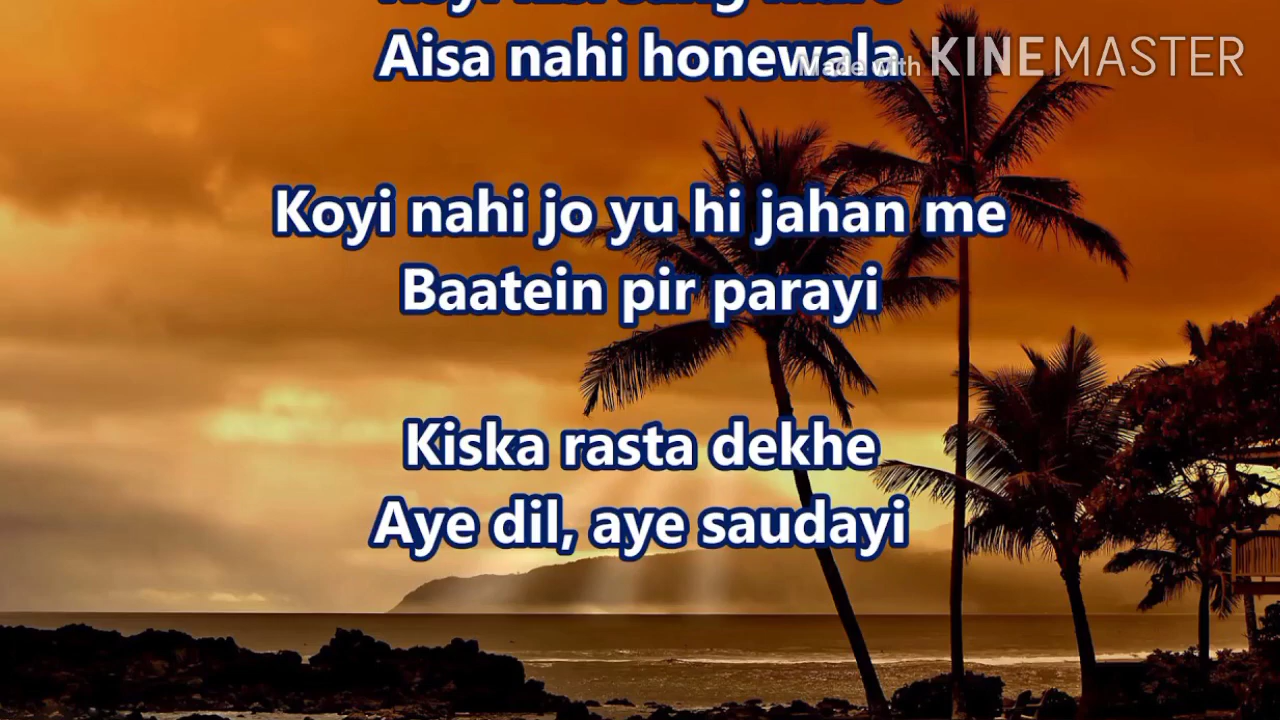 Aisa nahi honewala
Made with KINEMASTER
Koyi nahi jo yu hi jahan me
Baatein pir parayi
Kiska rasta dekhe
Aye dil, aye saudayi